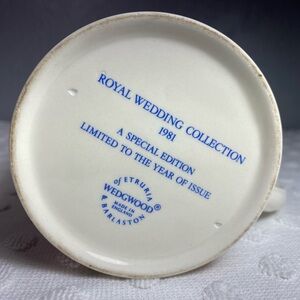 ROYAL WEDDING COLLECTION
1981
A SPECIAL EDITION
LIMITED TO THE YEAR OF ISSUE
of ETRURIA
WEDGWOOD®
MADE IN
ENGLAND
& BARLASTON